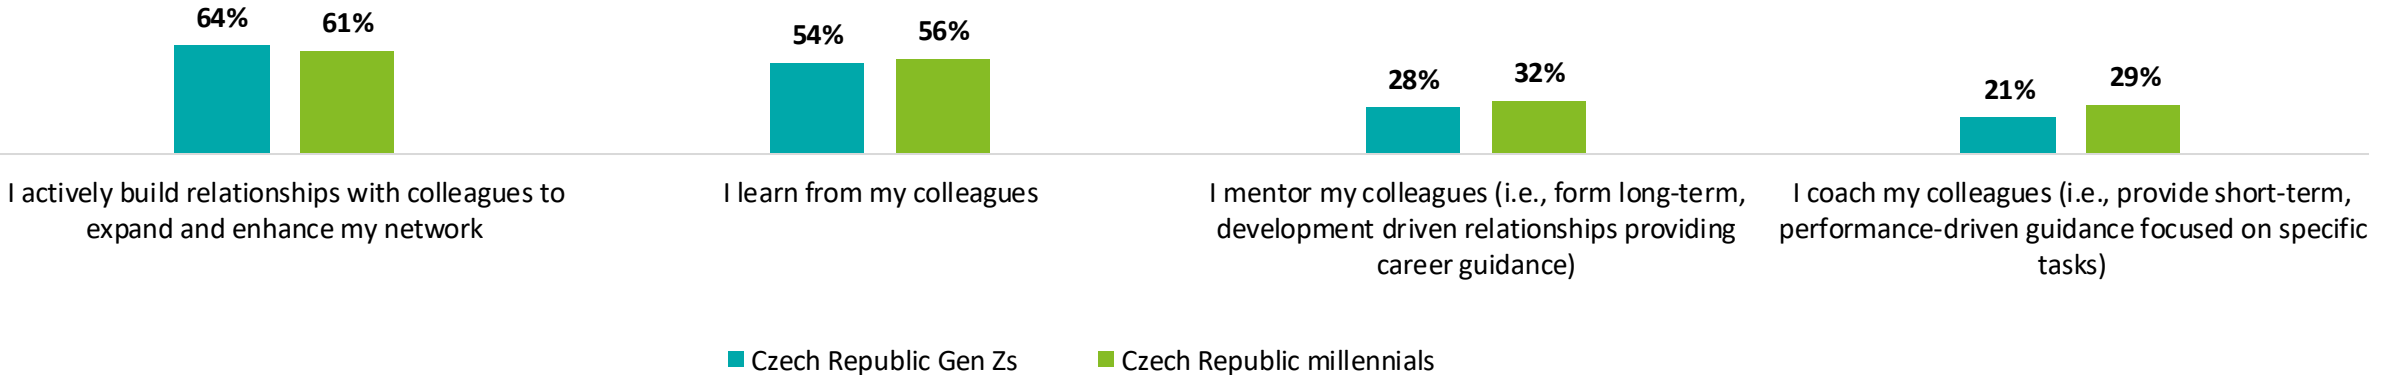 64%
61%
54%
56%
28%
32%
21%
29%
I actively build relationships with colleagues to
expand and enhance my network
I learn from my colleagues
I mentor my colleagues (i.e., form long-term,
development driven relationships providing
career guidance)
I coach my colleagues (i.e., provide short-term,
performance-driven guidance focused on specific
tasks)
Czech Republic Gen Zs
Czech Republic millennials